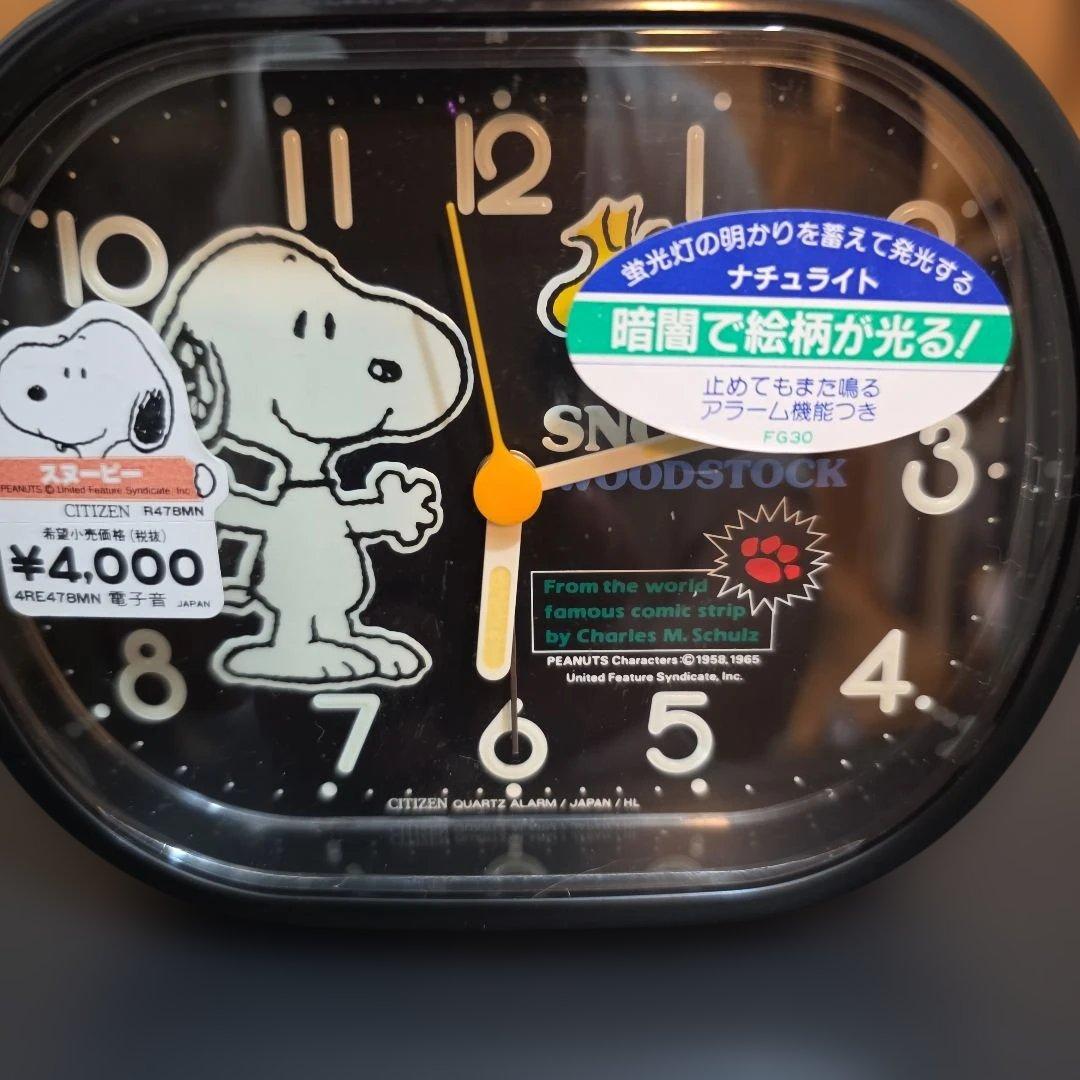 12
11
1
10
蛍光灯の明かりを蓄えて発光する
ナチュライト
暗闇で絵柄が光る!
止めてもまた鳴る
アラーム機能つき
FG30
スヌーピー
PEANUTS © United Feature Syndicate, Inc.
CITIZEN R478MN
希望小売価格(税抜)
¥4,000
4RE478MN 電子音 JAPAN
WOODSTOCK
3
From the world
famous comic strip
by Charles M. Schulz
PEANUTS Characters:©1958,1965
United Feature Syndicate, Inc.
8
4
7
6
5
CITIZEN QUARTZ ALARM / JAPAN / HL